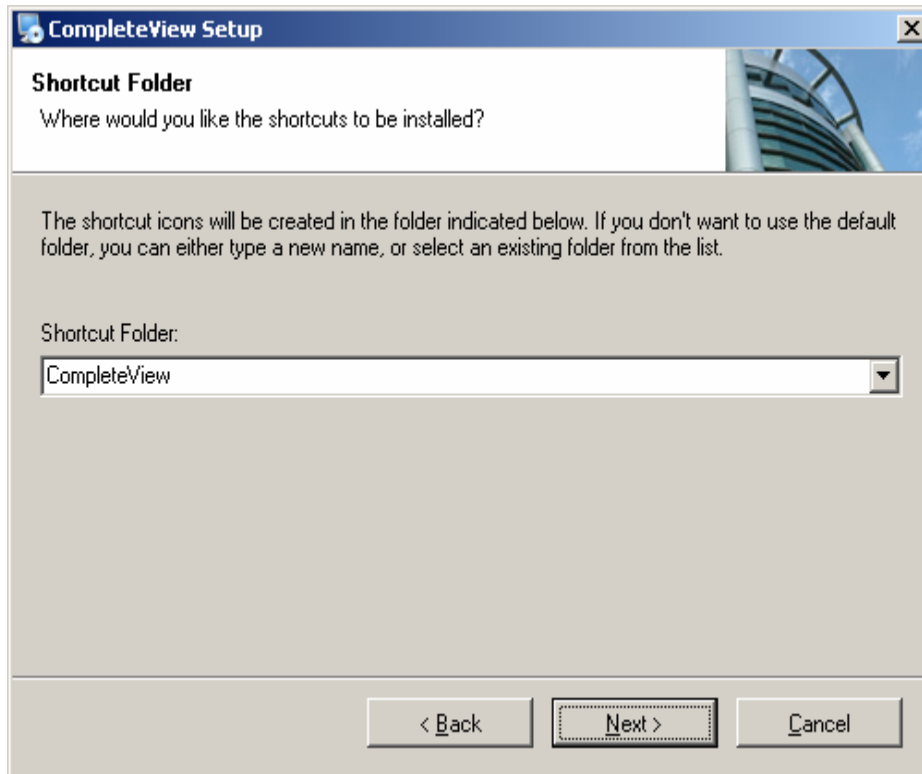 CompleteView Setup
Shortcut Folder
Where would you like the shortcuts to be installed?
The shortcut icons will be created in the folder indicated below. If you don't want to use the default
folder, you can either type a new name, or select an existing folder from the list.
Shortcut Folder:
CompleteView
< Back
Next >
Cancel